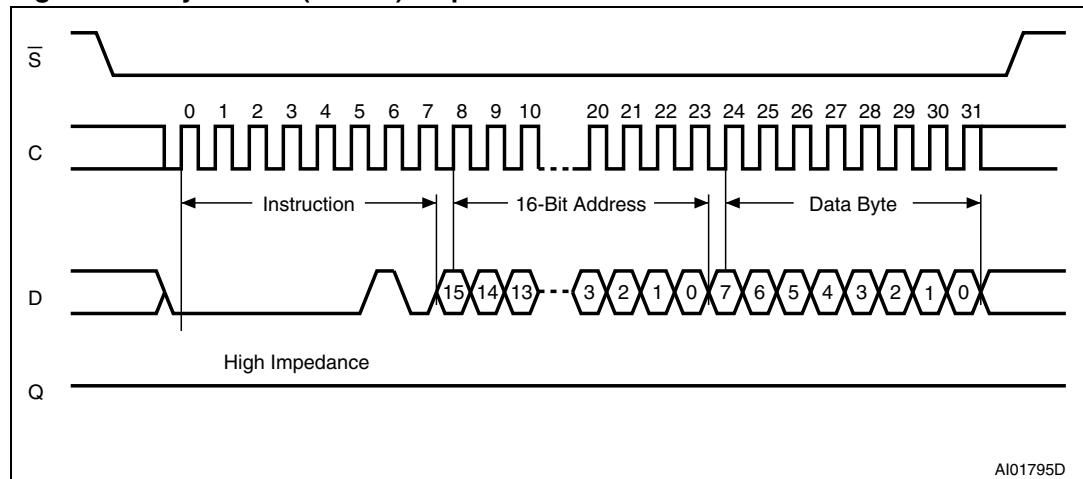 S
0 1 2 3 4 5 6 7 8 9 10 20 21 22 23 24 25 26 27 28 29 30 31
C
Instruction 16-Bit Address Data Byte
D
15 14 13 3 2 1 0 7 6 5 4 3 2 1 0
High Impedance
Q
AI01795D